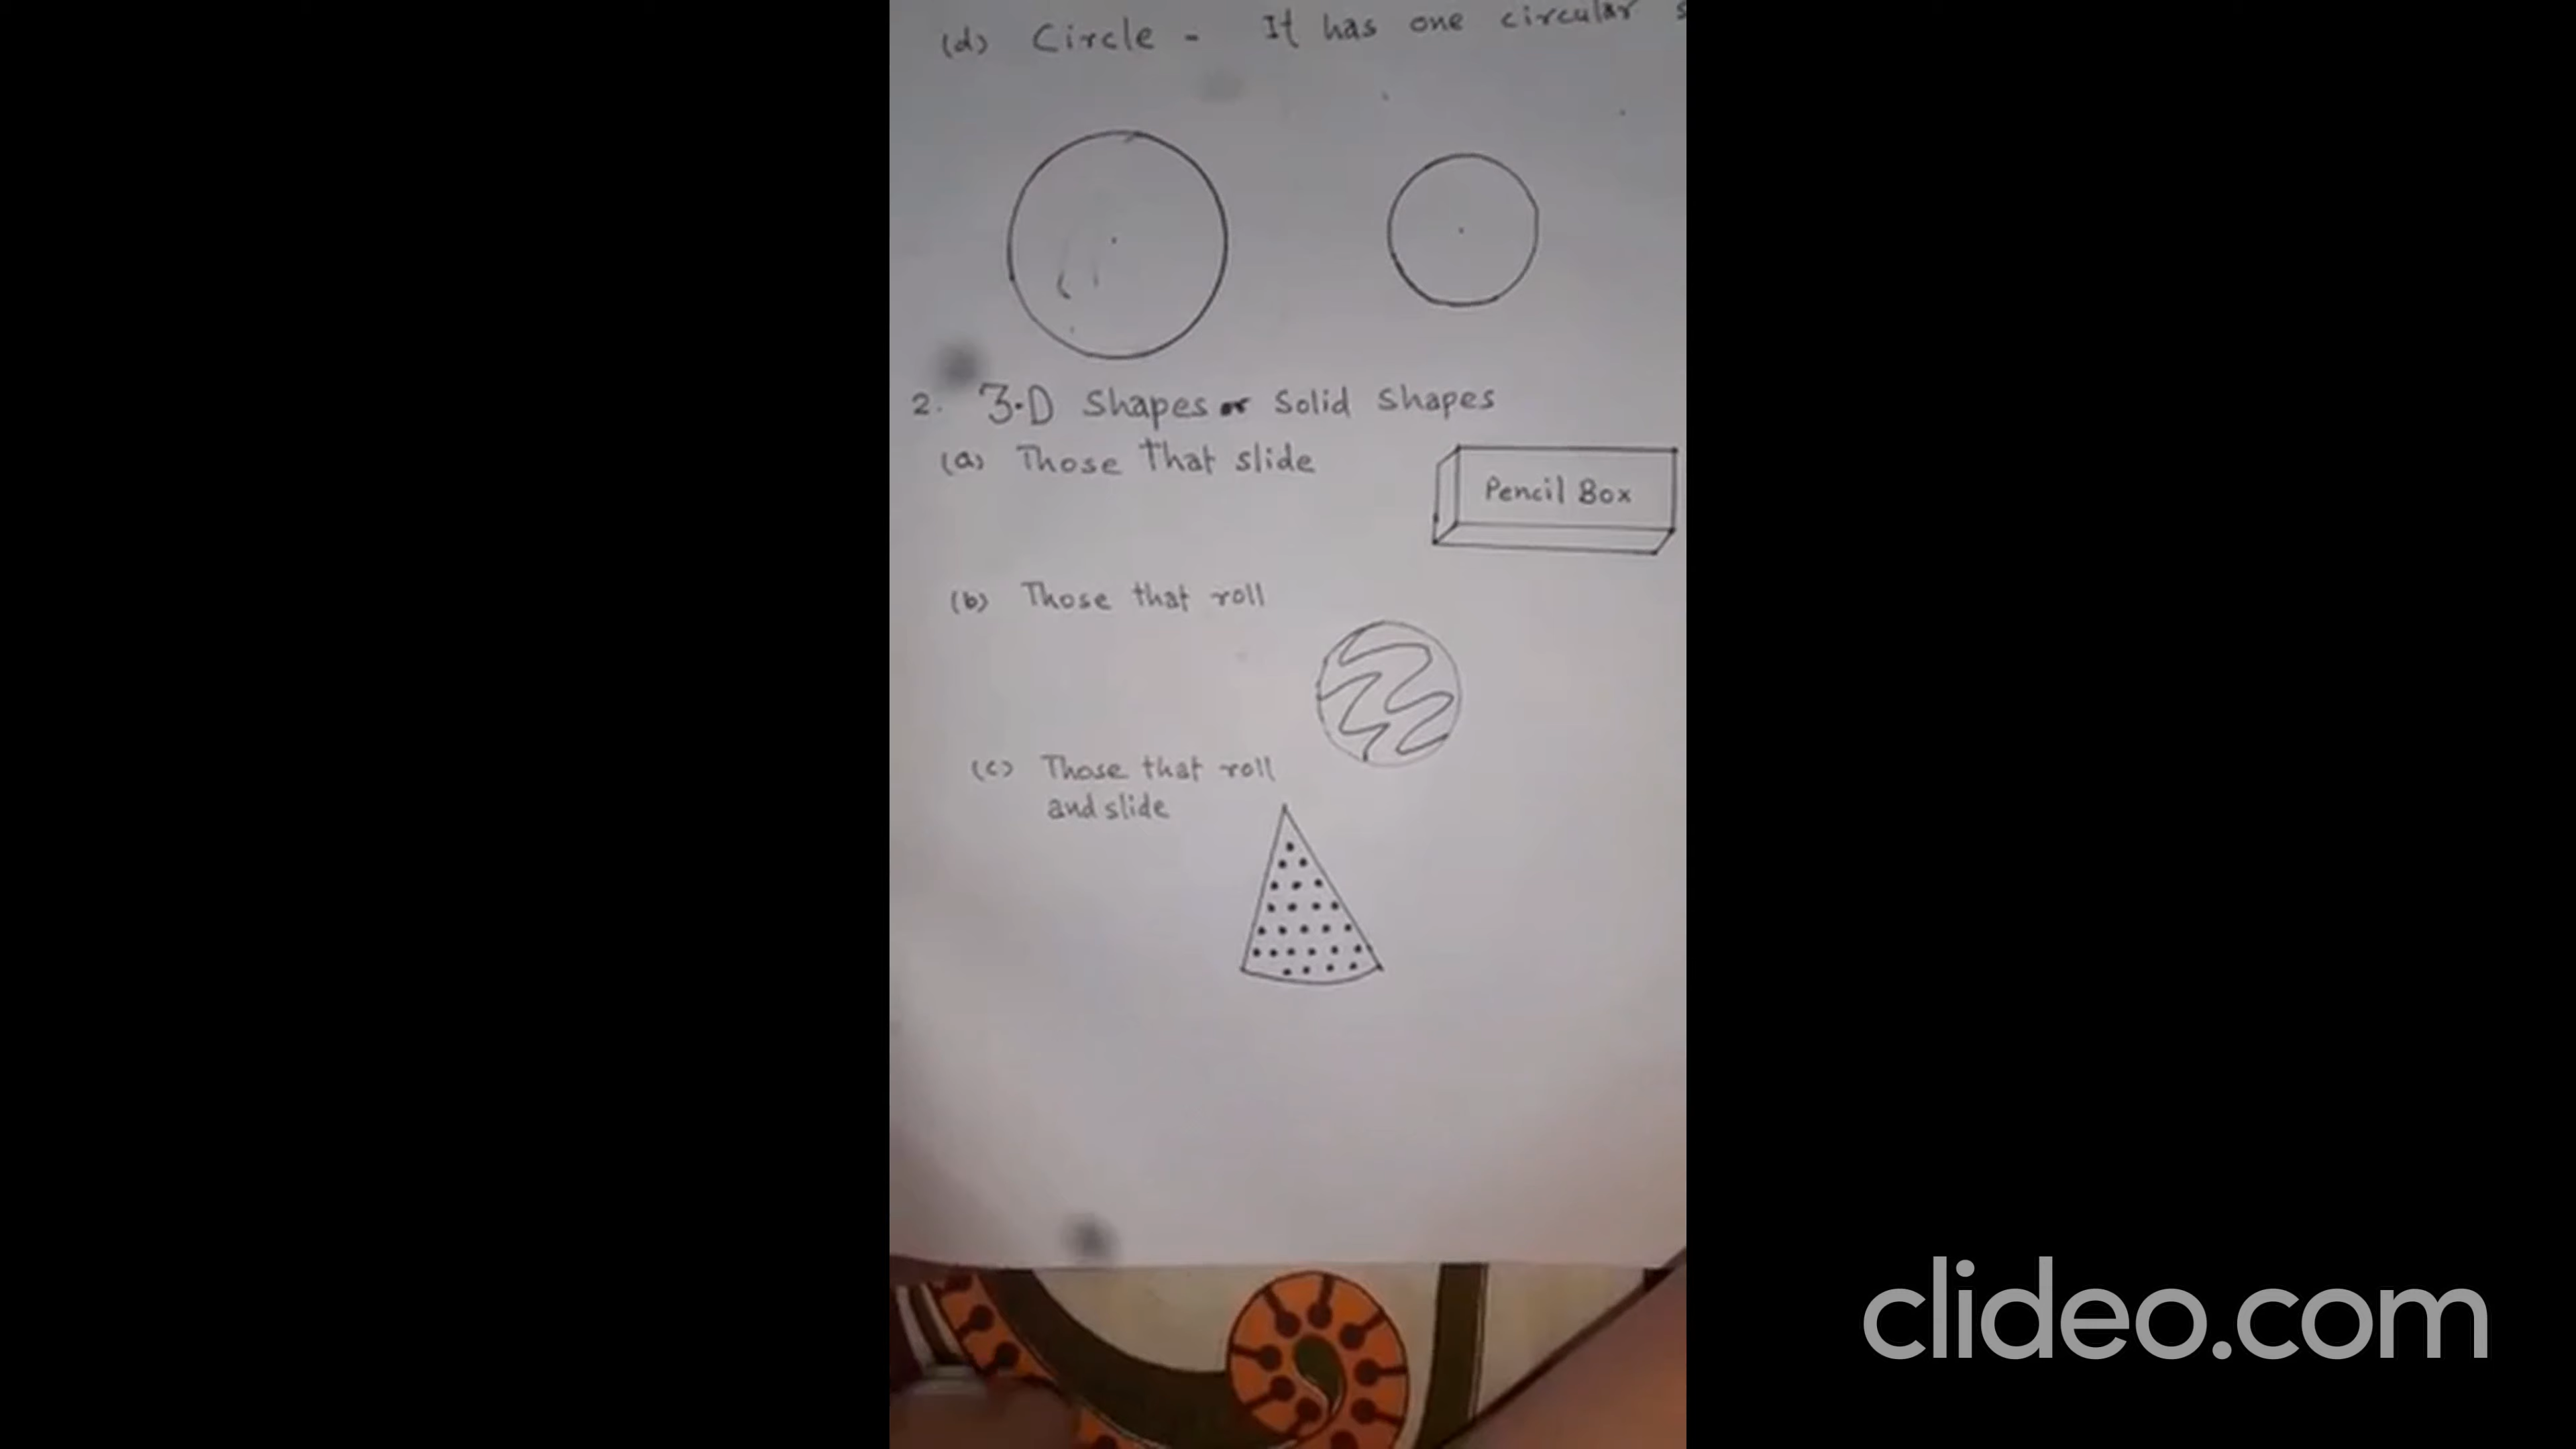 (d) Circle - It has one circular
2. 3-D Shapes or Solid Shapes
(a) Those that slide
Pencil Box
(b) Those that roll
(c) Those that roll
and slide
clideo.com